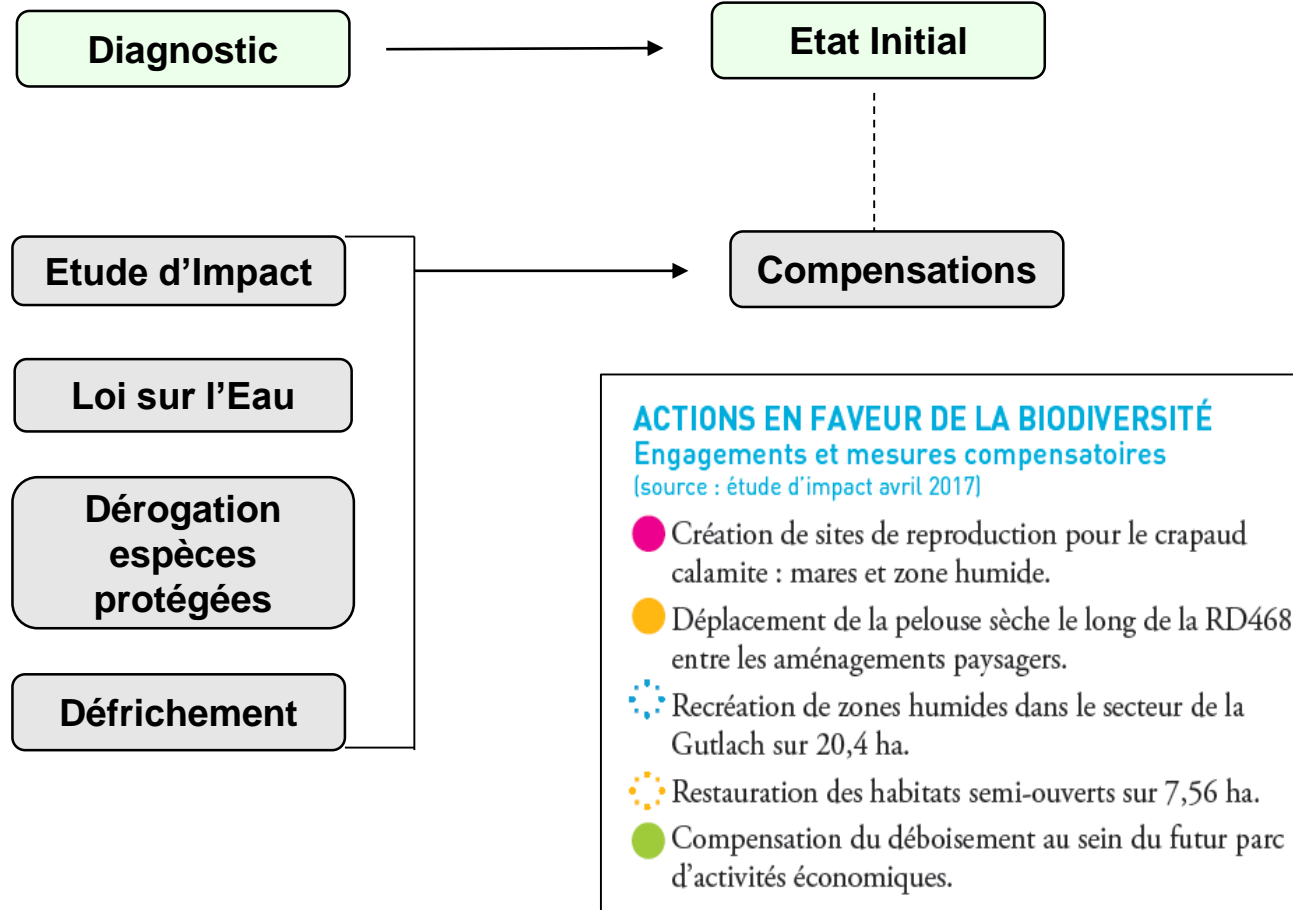 Diagnostic
Etat Initial
Etude d’Impact
Compensations
Loi sur l’Eau
Dérogation
espèces
protégées
Défrichement
ACTIONS EN FAVEUR DE LA BIODIVERSITÉ
Engagements et mesures compensatoires
(source : étude d’impact avril 2017)
Création de sites de reproduction pour le crapaud
calamite : mares et zone humide.
Déplacement de la pelouse sèche le long de la RD468
entre les aménagements paysagers.
Recréation de zones humides dans le secteur de la
Gutlach sur 20,4 ha.
Restauration des habitats semi-ouverts sur 7,56 ha.
Compensation du déboisement au sein du futur parc
d’activités économiques.